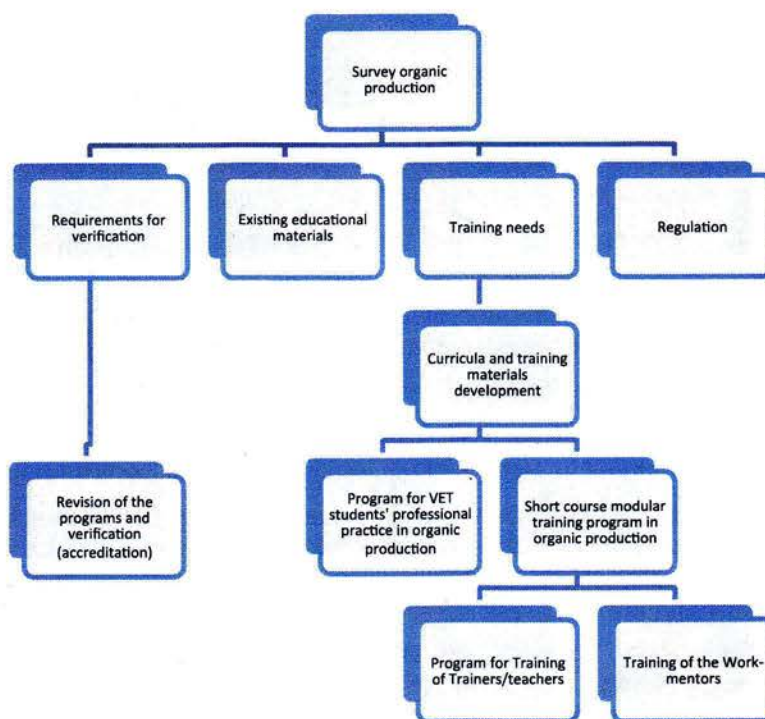 Survey organic
production
Requirements for
verification
Existing educational
materials
Training needs
Regulation
Curricula and training
materials
development
Revision of the
programs and
verification
(accreditation)
Program for VET
students' professional
practice in organic
production
Short course modular
training program in
organic production
Program for Training
of Trainers/teachers
Training of the Work-
mentors